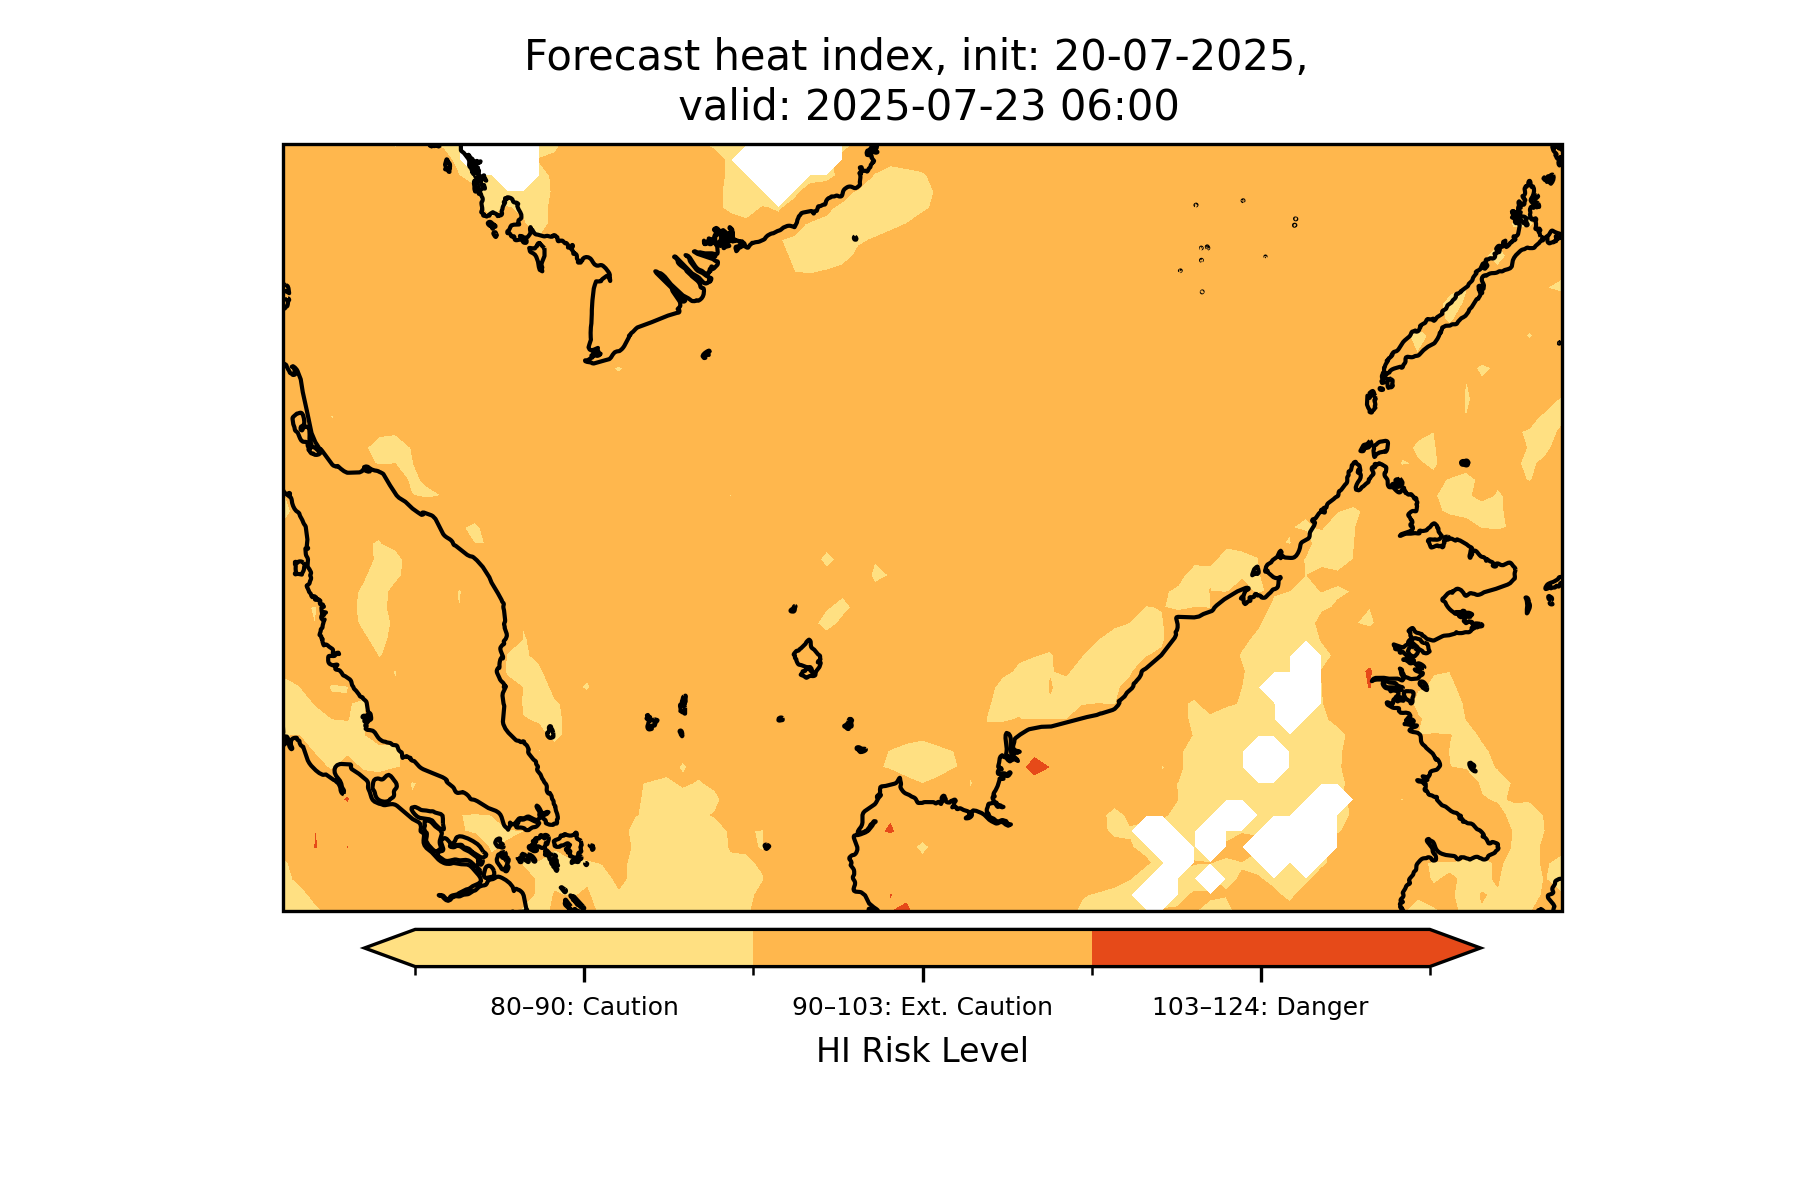 Forecast heat index, init: 20-07-2025,
valid: 2025-07-23 06:00
80–90: Caution
90–103: Ext. Caution
103–124: Danger
HI Risk Level